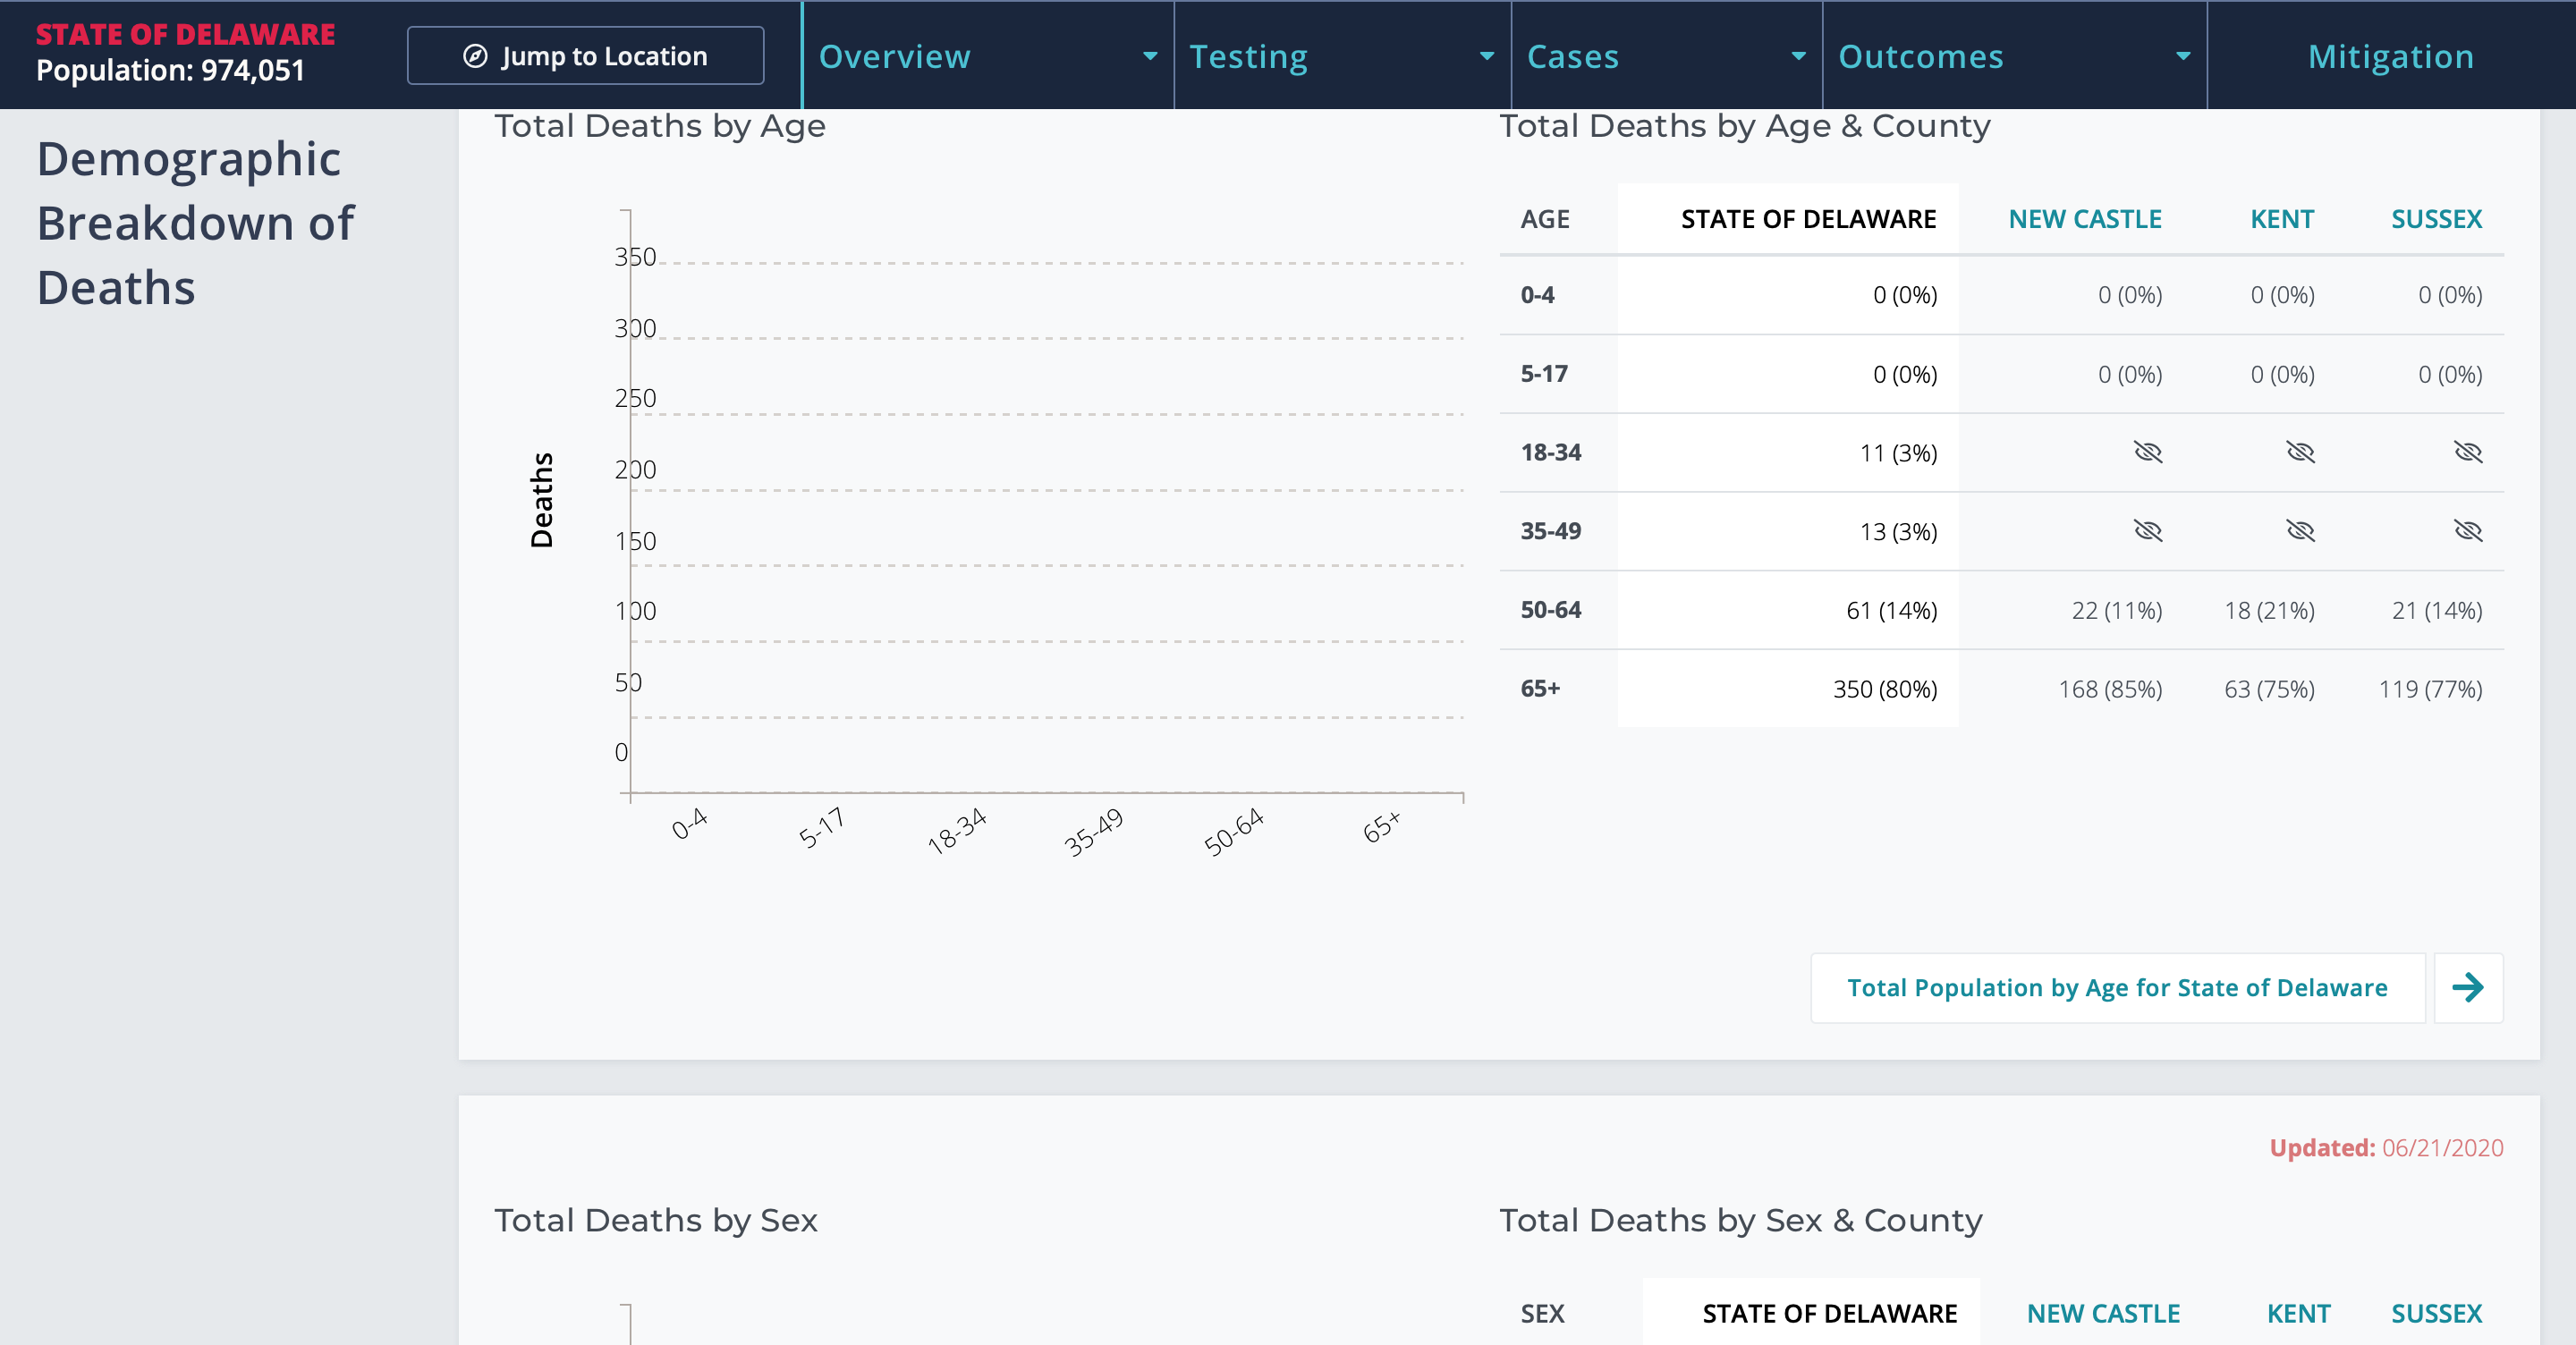 STATE OF DELAWARE
Population: 974,051
Jump to Location
Overview
Testing
Cases
Outcomes
Mitigation
Demographic
Breakdown of
Deaths
Total Deaths by Age
Deaths
350
300
250
200
150
100
50
0
0-4 5-17 18-34 35-49 50-64 65+
Total Deaths by Age & County
AGE STATE OF DELAWARE NEW CASTLE KENT SUSSEX
0-4 0 (0%) 0 (0%) 0 (0%) 0 (0%)
5-17 0 (0%) 0 (0%) 0 (0%) 0 (0%)
18-34 11 (3%)
35-49 13 (3%)
50-64 61 (14%) 22 (11%) 18 (21%) 21 (14%)
65+ 350 (80%) 168 (85%) 63 (75%) 119 (77%)
Total Population by Age for State of Delaware
Updated: 06/21/2020
Total Deaths by Sex
Total Deaths by Sex & County
SEX STATE OF DELAWARE NEW CASTLE KENT SUSSEX